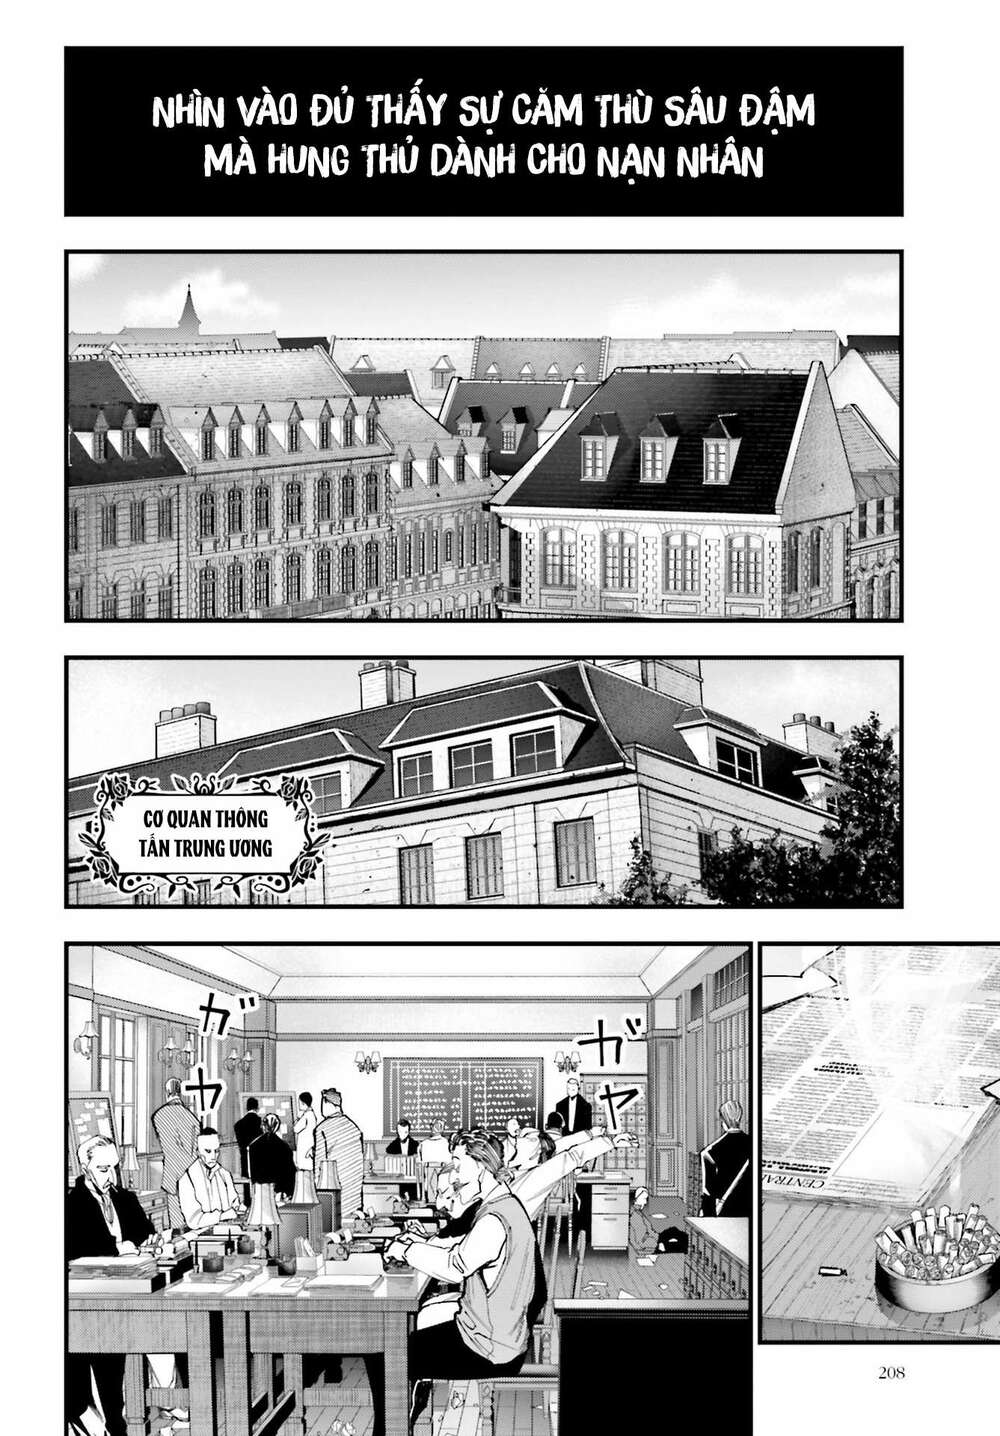 NHÌN VÀO ĐỦ THẤY SỰ CĂM THÙ SÂU ĐẬM
MÀ HUNG THỦ DÀNH CHO NẠN NHÂN
CƠ QUAN THÔNG
TẤN TRUNG ƯƠNG
ガヤ
ガヤ
CENTRAL
208